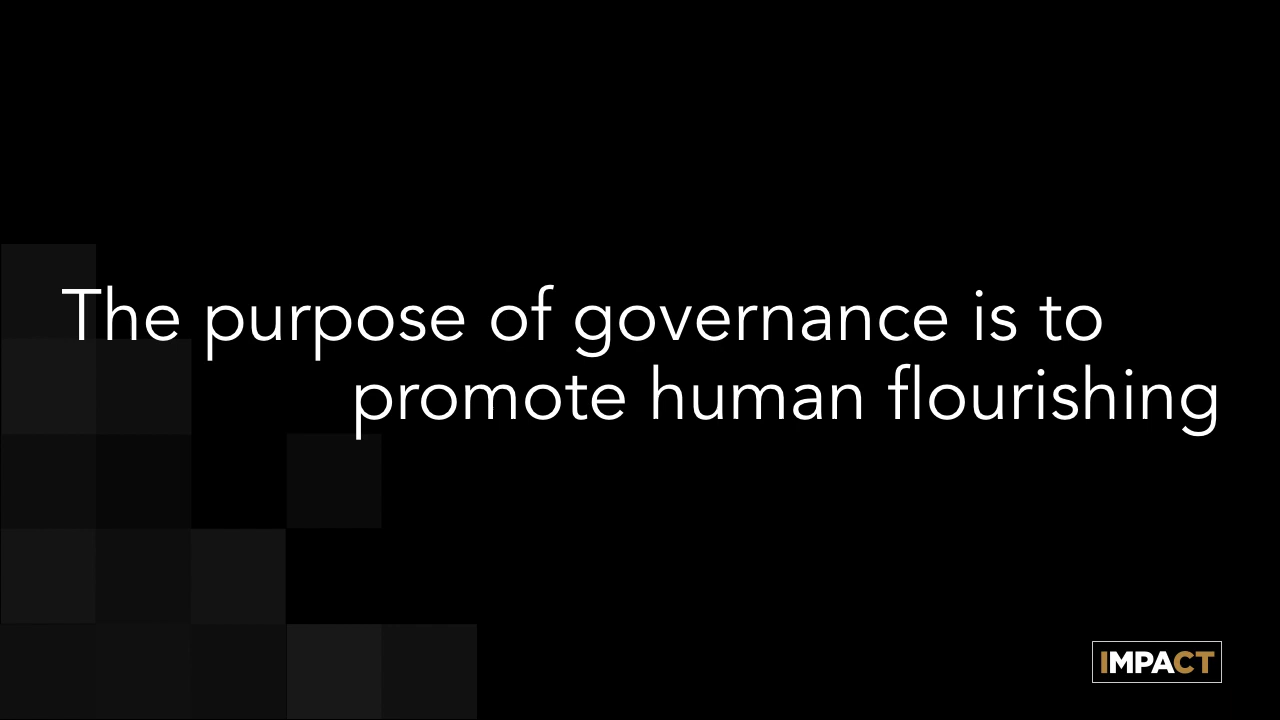 The purpose of governance is to
promote human flourishing
IMPACT